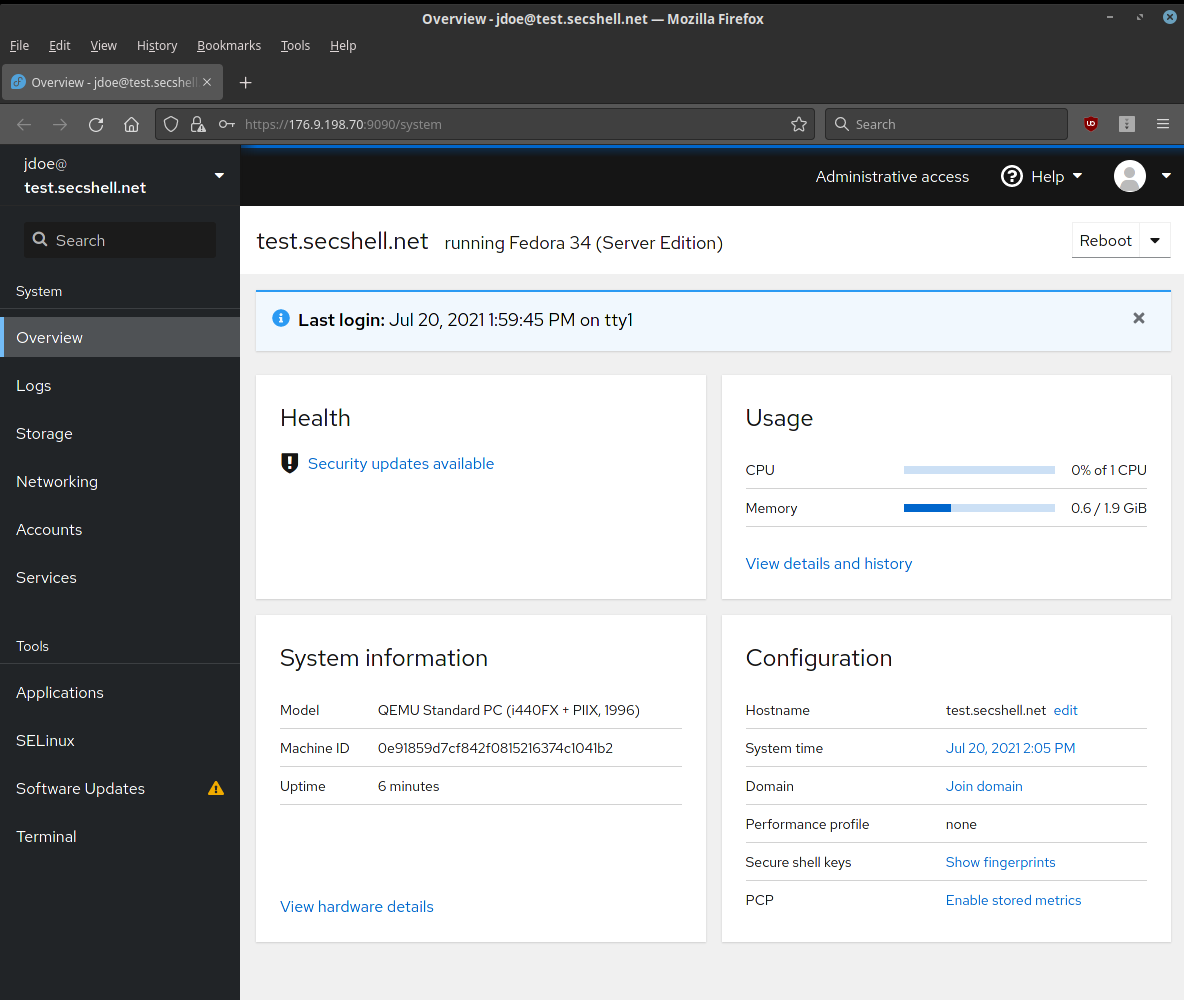 Overview - jdoe@test.secshell.net — Mozilla Firefox
File Edit View History Bookmarks Tools Help
Overview - jdoe@test.secshell
https://176.9.198.70:9090/system
Search
jdoe@
test.secshell.net
Administrative access
Help
Search
System
Overview
Logs
Storage
Networking
Accounts
Services
Tools
Applications
SELinux
Software Updates
Terminal
test.secshell.net running Fedora 34 (Server Edition)
Reboot
Last login: Jul 20, 2021 1:59:45 PM on tty1
Health
Security updates available
Usage
CPU 0% of 1 CPU
Memory 0.6 / 1.9 GiB
View details and history
System information
Model QEMU Standard PC (i440FX + PIIX, 1996)
Machine ID 0e91859d7cf842f0815216374c1041b2
Uptime 6 minutes
View hardware details
Configuration
Hostname test.secshell.net edit
System time Jul 20, 2021 2:05 PM
Domain Join domain
Performance profile none
Secure shell keys Show fingerprints
PCP Enable stored metrics